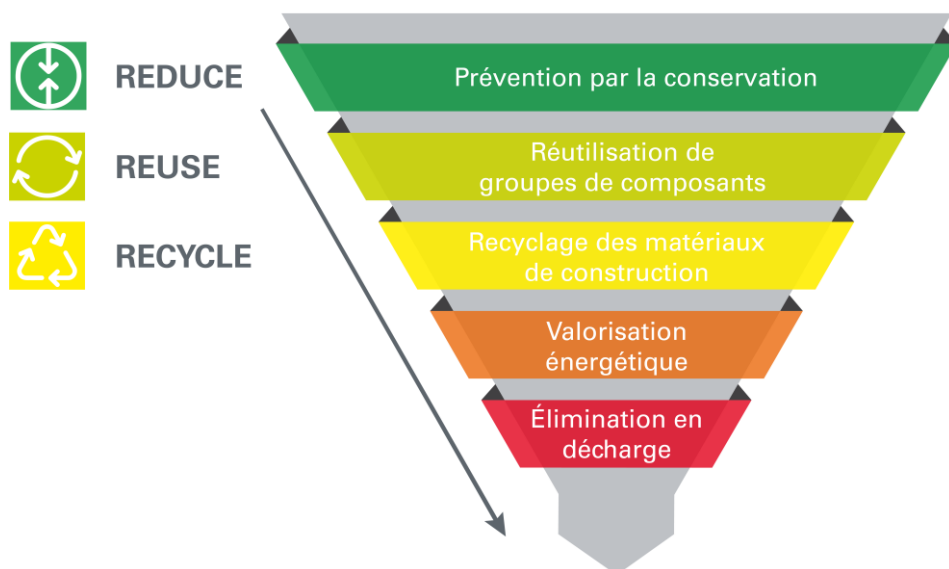 REDUCE
REUSE
RECYCLE
Prévention par la conservation
Réutilisation de
groupes de composants
Recyclage des matériaux
de construction
Valorisation
énergétique
Élimination en
décharge